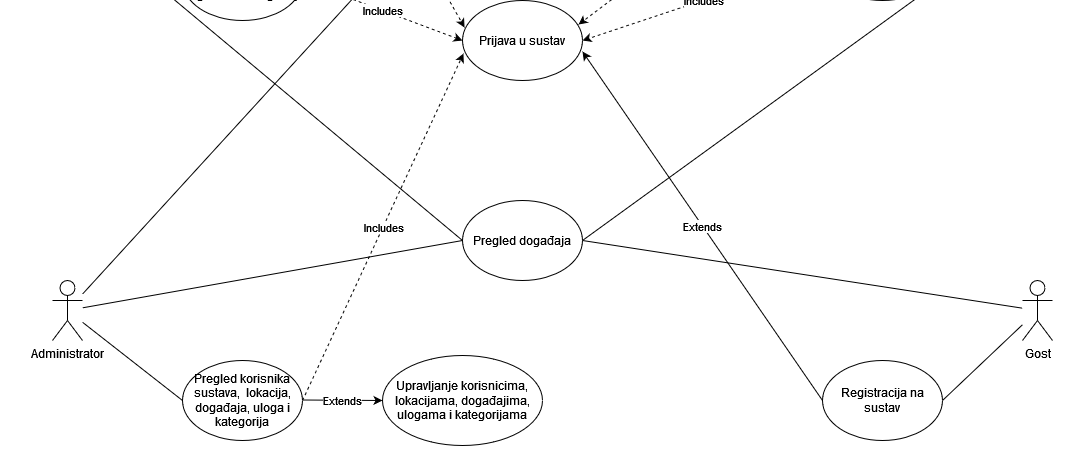 Includes
Includes
Prijava u sustav
Includes
Extends
Pregled događaja
Administrator
Gost
Pregled korisnika
sustava, lokacija,
događaja, uloga i
kategorija
Extends
Upravljanje korisnicima,
lokacijama, događajima,
ulogama i kategorijama
Registracija na
sustav